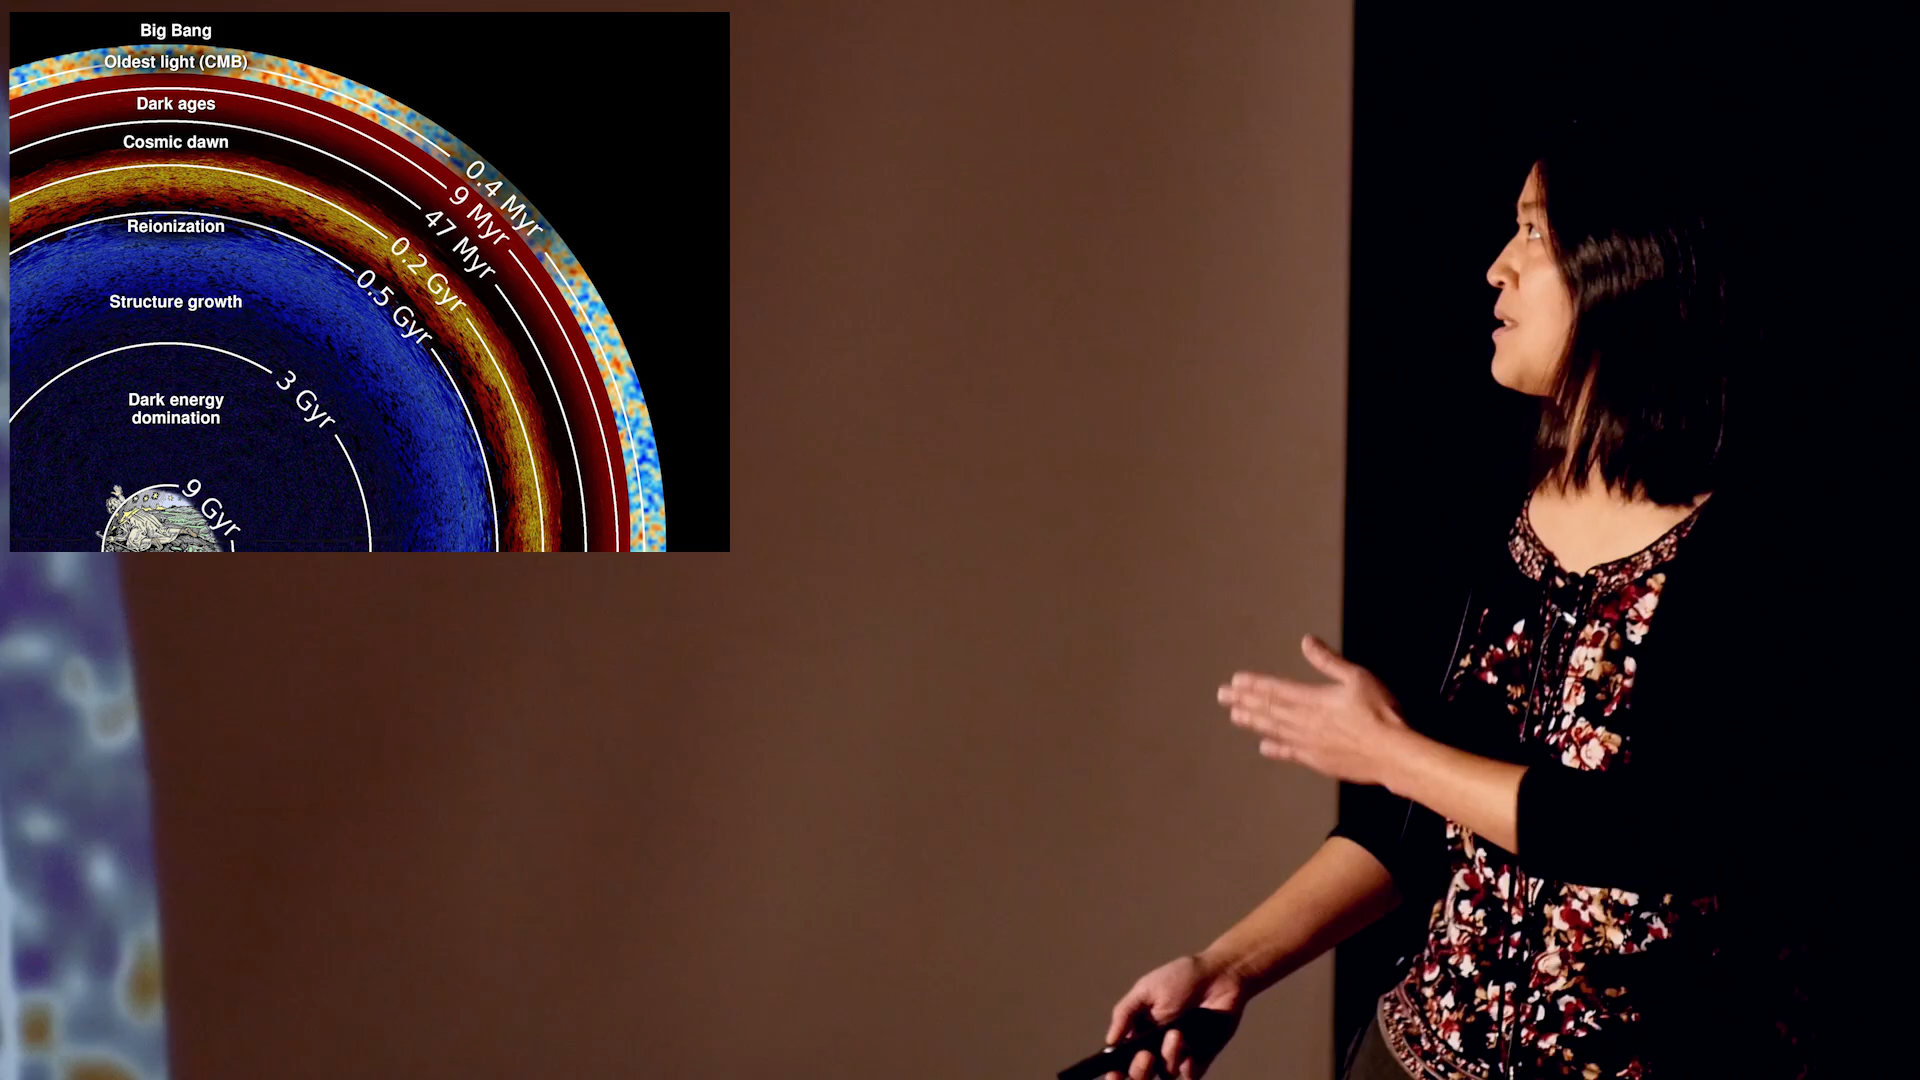 Big Bang
Oldest light (CMB)
Dark ages
Cosmic dawn
Reionization
Structure growth
Dark energy
domination
0.4 Myr
9 Myr
47 Myr
0.2 Gyr
0.5 Gyr
3 Gyr
9 Gyr